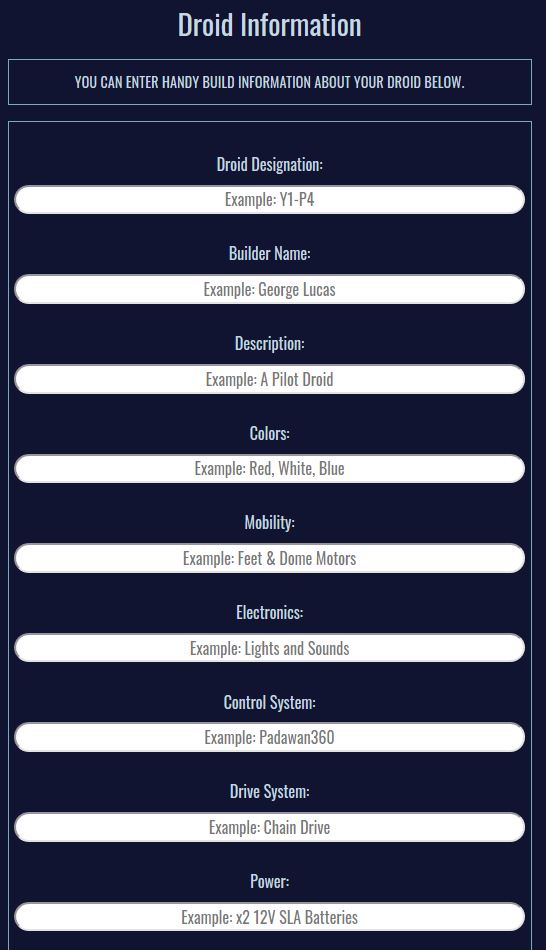 Droid Information
YOU CAN ENTER HANDY BUILD INFORMATION ABOUT YOUR DROID BELOW.
Droid Designation:
Example: Y1-P4
Builder Name:
Example: George Lucas
Description:
Example: A Pilot Droid
Colors:
Example: Red, White, Blue
Mobility:
Example: Feet & Dome Motors
Electronics:
Example: Lights and Sounds
Control System:
Example: Padawan360
Drive System:
Example: Chain Drive
Power:
Example: x2 12V SLA Batteries